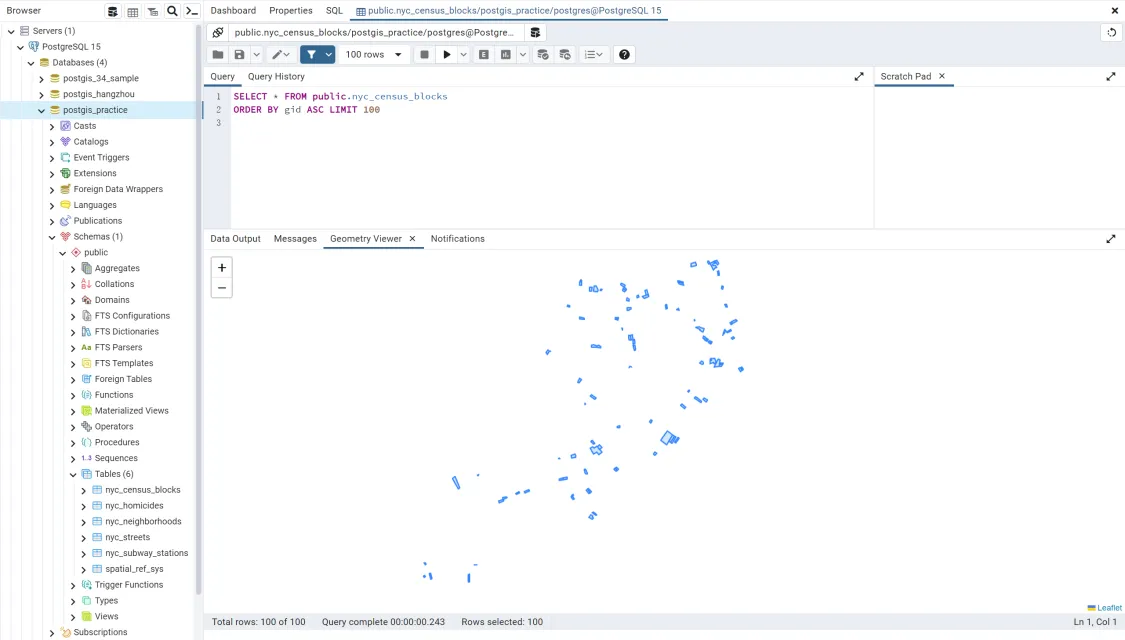 Browser
Servers (1)
PostgreSQL 15
Databases (4)
postgis_34_sample
postgis_hangzhou
postgis_practice
Casts
Catalogs
Event Triggers
Extensions
Foreign Data Wrappers
Languages
Publications
Schemas (1)
public
Aggregates
Collations
Domains
FTS Configurations
FTS Dictionaries
FTS Parsers
FTS Templates
Foreign Tables
Functions
Materialized Views
Operators
Procedures
1..3 Sequences
Tables (6)
nyc_census_blocks
nyc_homicides
nyc_neighborhoods
nyc_streets
nyc_subway_stations
spatial_ref_sys
Trigger Functions
Types
Views
Subscriptions
Dashboard Properties SQL public.nyc_census_blocks/postgis_practice/postgres@PostgreSQL 15
public.nyc_census_blocks/postgis_practice/postgres@Postgre...
100 rows
Query Query History
Scratch Pad
1 SELECT * FROM public.nyc_census_blocks
2 ORDER BY gid ASC LIMIT 100
3
Data Output Messages Geometry Viewer Notifications
+
−
Leaflet
Total rows: 100 of 100 Query complete 00:00:00.243 Rows selected: 100 Ln 1, Col 1